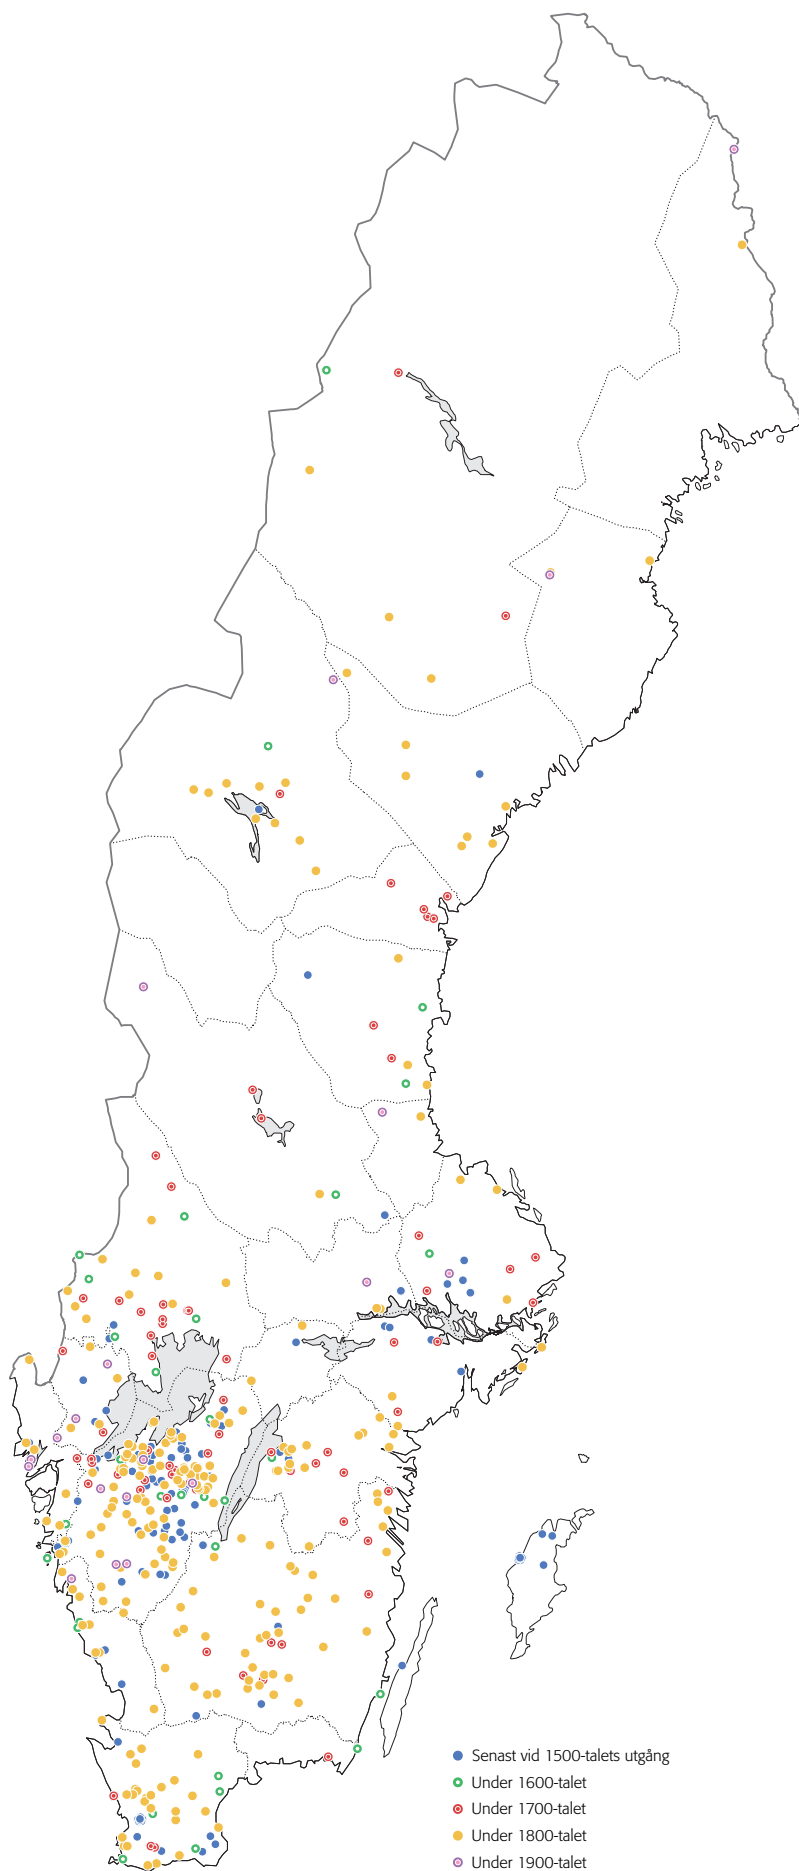 Senast vid 1500-talets utgång
Under 1600-talet
Under 1700-talet
Under 1800-talet
Under 1900-talet